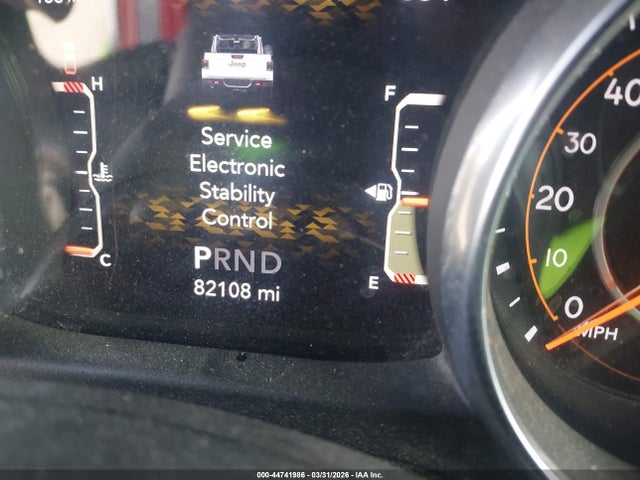 Jeep
H
F
Service
Electronic
Stability
Control
PRND
82108 mi
C
E
40
30
20
10
0
MPH
000-44741986 - 03/31/2026 - IAA Inc.